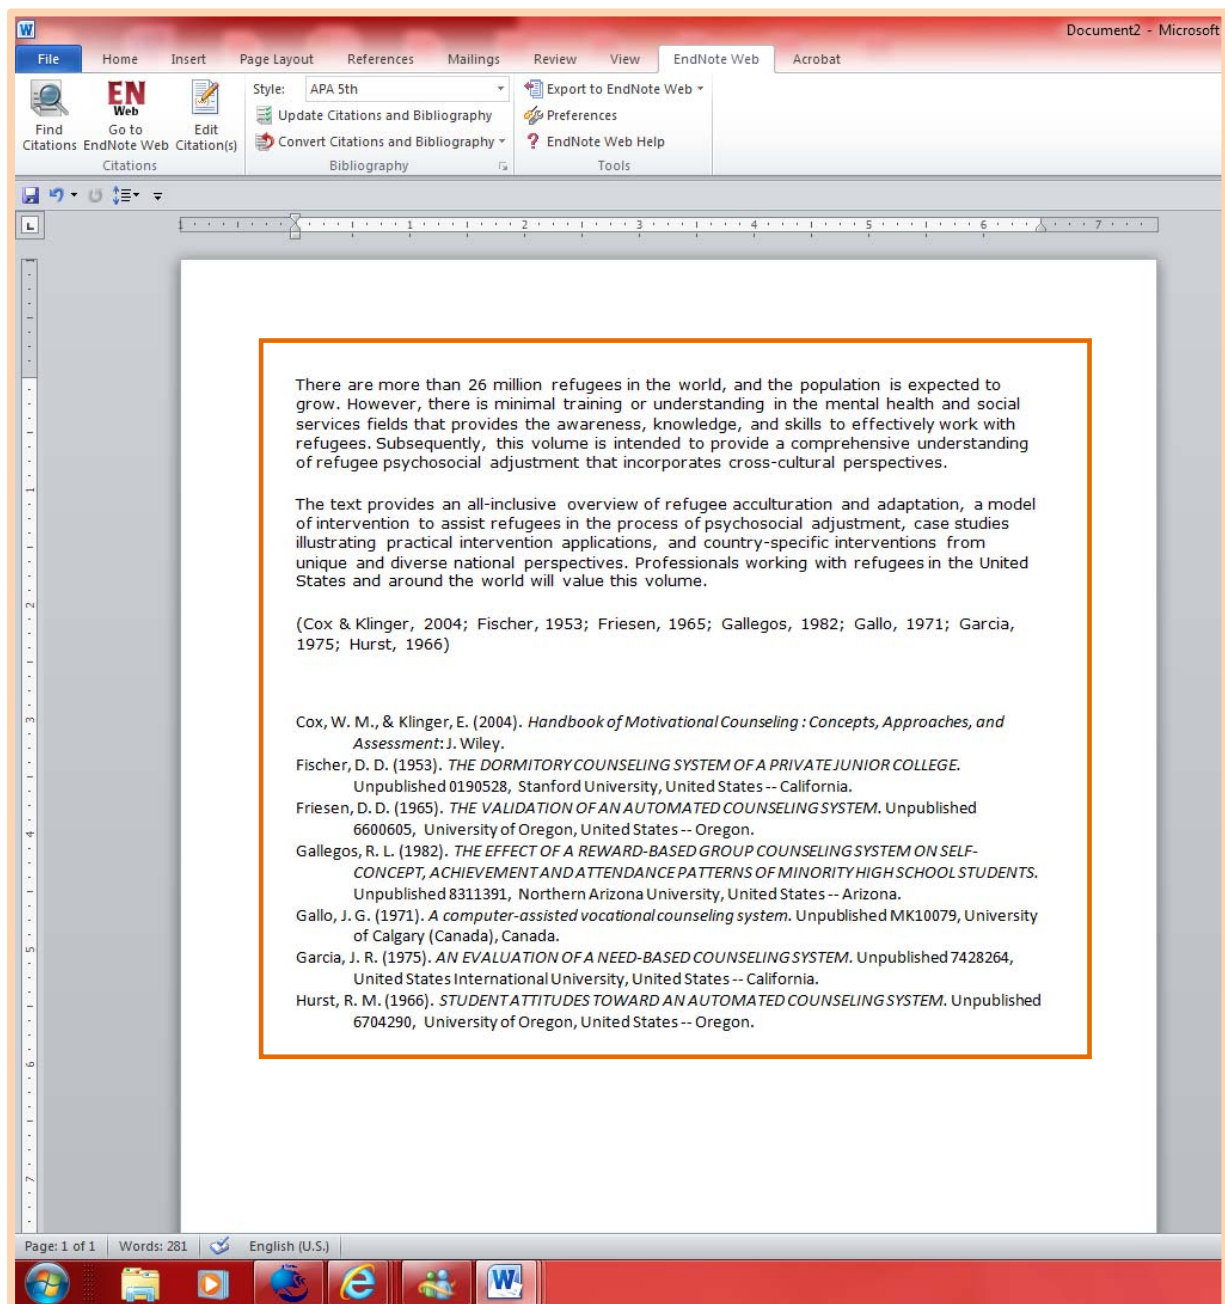 Document2 - Microsoft
File Home Insert Page Layout References Mailings Review View EndNote Web Acrobat
Find Citations
EN Web
Go to EndNote Web
Edit Citation(s)
Citations
Style: APA 5th
Update Citations and Bibliography
Convert Citations and Bibliography
Bibliography
Export to EndNote Web
Preferences
EndNote Web Help
Tools
L
1 1 2 3 4 5 6 7
There are more than 26 million refugees in the world, and the population is expected to
grow. However, there is minimal training or understanding in the mental health and social
services fields that provides the awareness, knowledge, and skills to effectively work with
refugees. Subsequently, this volume is intended to provide a comprehensive understanding
of refugee psychosocial adjustment that incorporates cross-cultural perspectives.
The text provides an all-inclusive overview of refugee acculturation and adaptation, a model
of intervention to assist refugees in the process of psychosocial adjustment, case studies
illustrating practical intervention applications, and country-specific interventions from
unique and diverse national perspectives. Professionals working with refugees in the United
States and around the world will value this volume.
(Cox & Klinger, 2004; Fischer, 1953; Friesen, 1965; Gallegos, 1982; Gallo, 1971; Garcia,
1975; Hurst, 1966)
Cox, W. M., & Klinger, E. (2004). Handbook of Motivational Counseling : Concepts, Approaches, and
Assessment: J. Wiley.
Fischer, D. D. (1953). THE DORMITORY COUNSELING SYSTEM OF A PRIVATE JUNIOR COLLEGE.
Unpublished 0190528, Stanford University, United States -- California.
Friesen, D. D. (1965). THE VALIDATION OF AN AUTOMATED COUNSELING SYSTEM. Unpublished
6600605, University of Oregon, United States -- Oregon.
Gallegos, R. L. (1982). THE EFFECT OF A REWARD-BASED GROUP COUNSELING SYSTEM ON SELF-
CONCEPT, ACHIEVEMENT AND ATTENDANCE PATTERNS OF MINORITY HIGH SCHOOL STUDENTS.
Unpublished 8311391, Northern Arizona University, United States -- Arizona.
Gallo, J. G. (1971). A computer-assisted vocational counseling system. Unpublished MK10079, University
of Calgary (Canada), Canada.
Garcia, J. R. (1975). AN EVALUATION OF A NEED-BASED COUNSELING SYSTEM. Unpublished 7428264,
United States International University, United States -- California.
Hurst, R. M. (1966). STUDENT ATTITUDES TOWARD AN AUTOMATED COUNSELING SYSTEM. Unpublished
6704290, University of Oregon, United States -- Oregon.
1
2
3
4
5
6
7
Page: 1 of 1 Words: 281 English (U.S.)